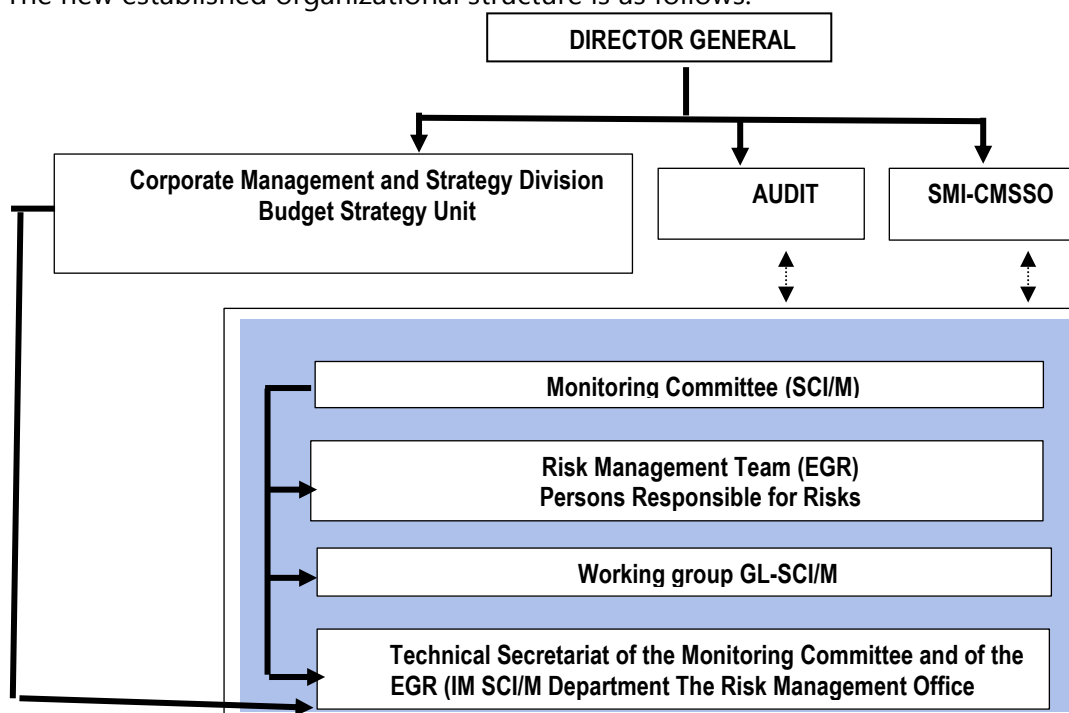 The new established organizational structure is as follows:
DIRECTOR GENERAL
Corporate Management and Strategy Division
Budget Strategy Unit
AUDIT
SMI-CMSSO
Monitoring Committee (SCI/M)
Risk Management Team (EGR)
Persons Responsible for Risks
Working group GL-SCI/M
Technical Secretariat of the Monitoring Committee and of the
EGR (IM SCI/M Department The Risk Management Office